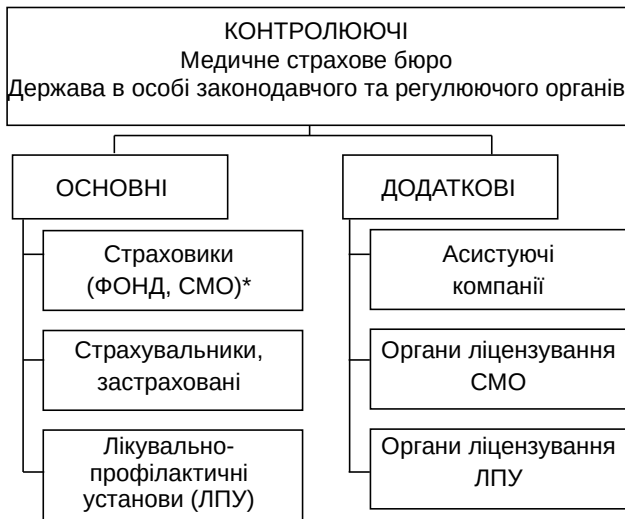 КОНТРОЛЮЮЧІ
Медичне страхове бюро
Держава в особі законодавчого та регулюючого органів
ОСНОВНІ
ДОДАТКОВІ
Страховики
(ФОНД, СМО)*
Асистуючі
компанії
Страхувальники,
застраховані
Органи ліцензування
СМО
Лікувально-
профілактичні
установи (ЛПУ)
Органи ліцензування
ЛПУ